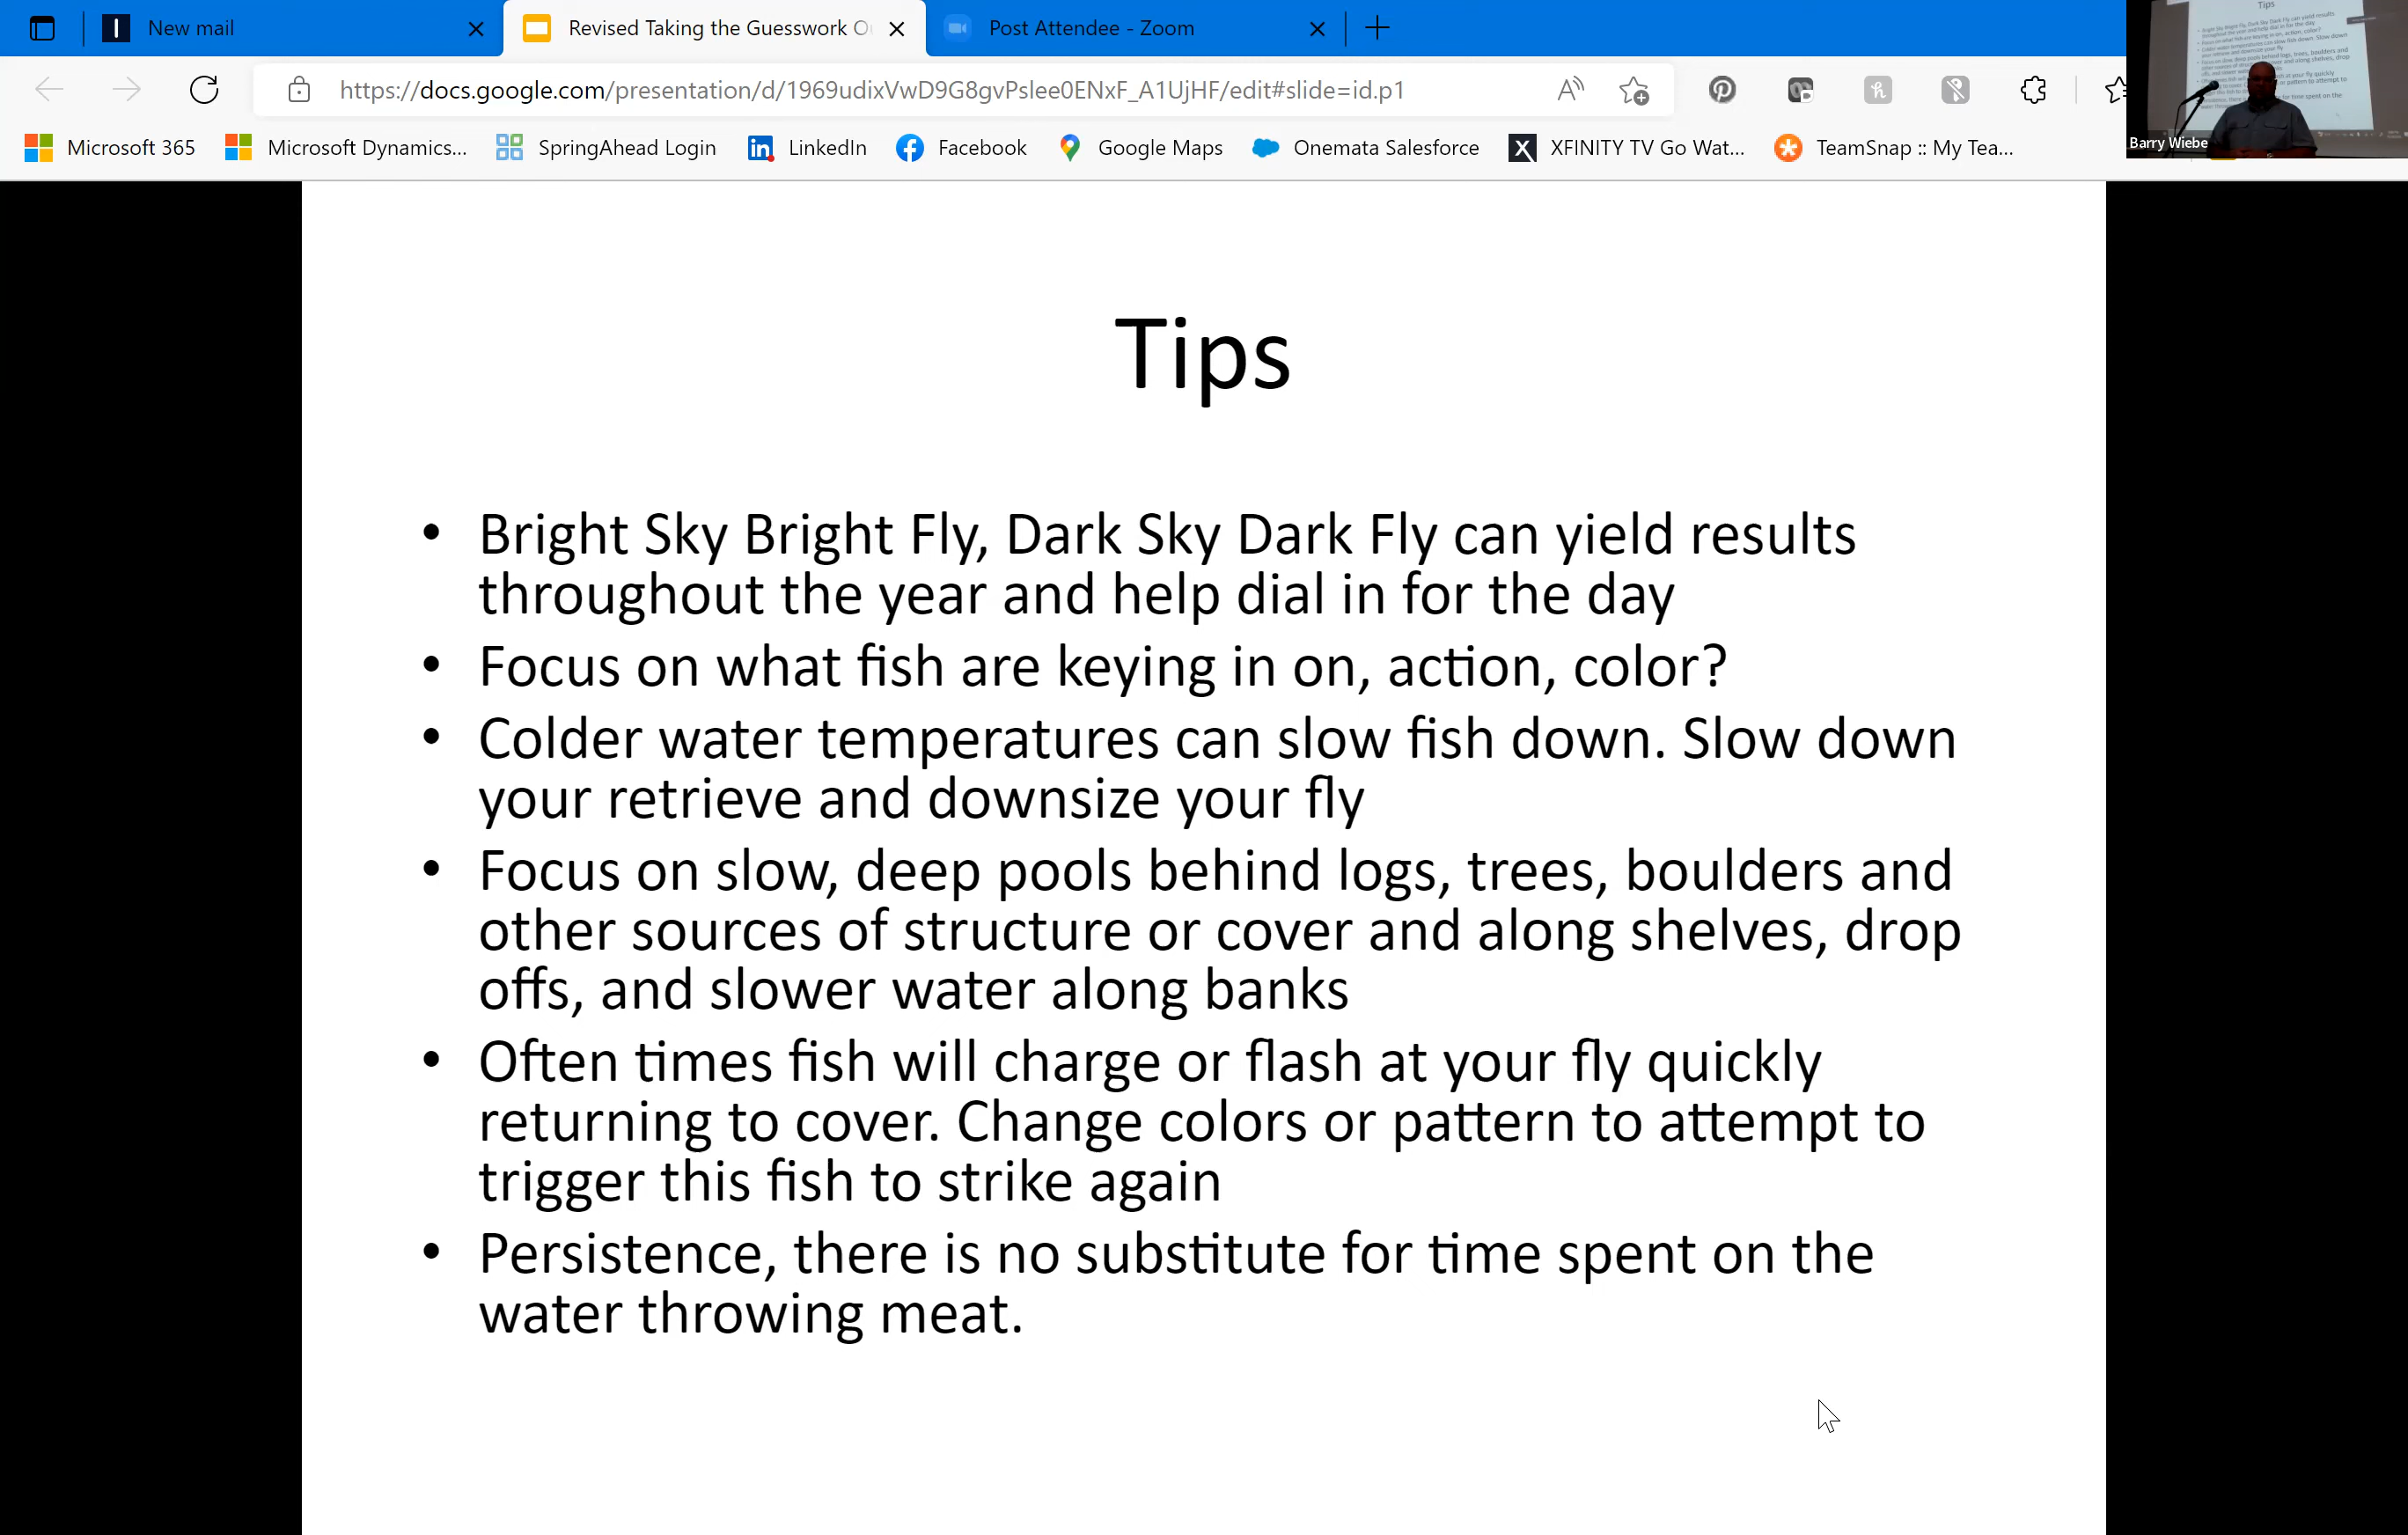 New mail
Revised Taking the Guesswork O
Post Attendee - Zoom
https://docs.google.com/presentation/d/1969udixVwD9G8gvPslee0ENxF_A1UjHF/edit#slide=id.p1
Microsoft 365
Microsoft Dynamics...
SpringAhead Login
LinkedIn
Facebook
Google Maps
Onemata Salesforce
XFINITY TV Go Wat...
TeamSnap :: My Tea...
Tips
Barry Wiebe
Tips
• Bright Sky Bright Fly, Dark Sky Dark Fly can yield results
throughout the year and help dial in for the day
• Focus on what fish are keying in on, action, color?
• Colder water temperatures can slow fish down. Slow down
your retrieve and downsize your fly
• Focus on slow, deep pools behind logs, trees, boulders and
other sources of structure or cover and along shelves, drop
offs, and slower water along banks
• Often times fish will charge or flash at your fly quickly
returning to cover. Change colors or pattern to attempt to
trigger this fish to strike again
• Persistence, there is no substitute for time spent on the
water throwing meat.